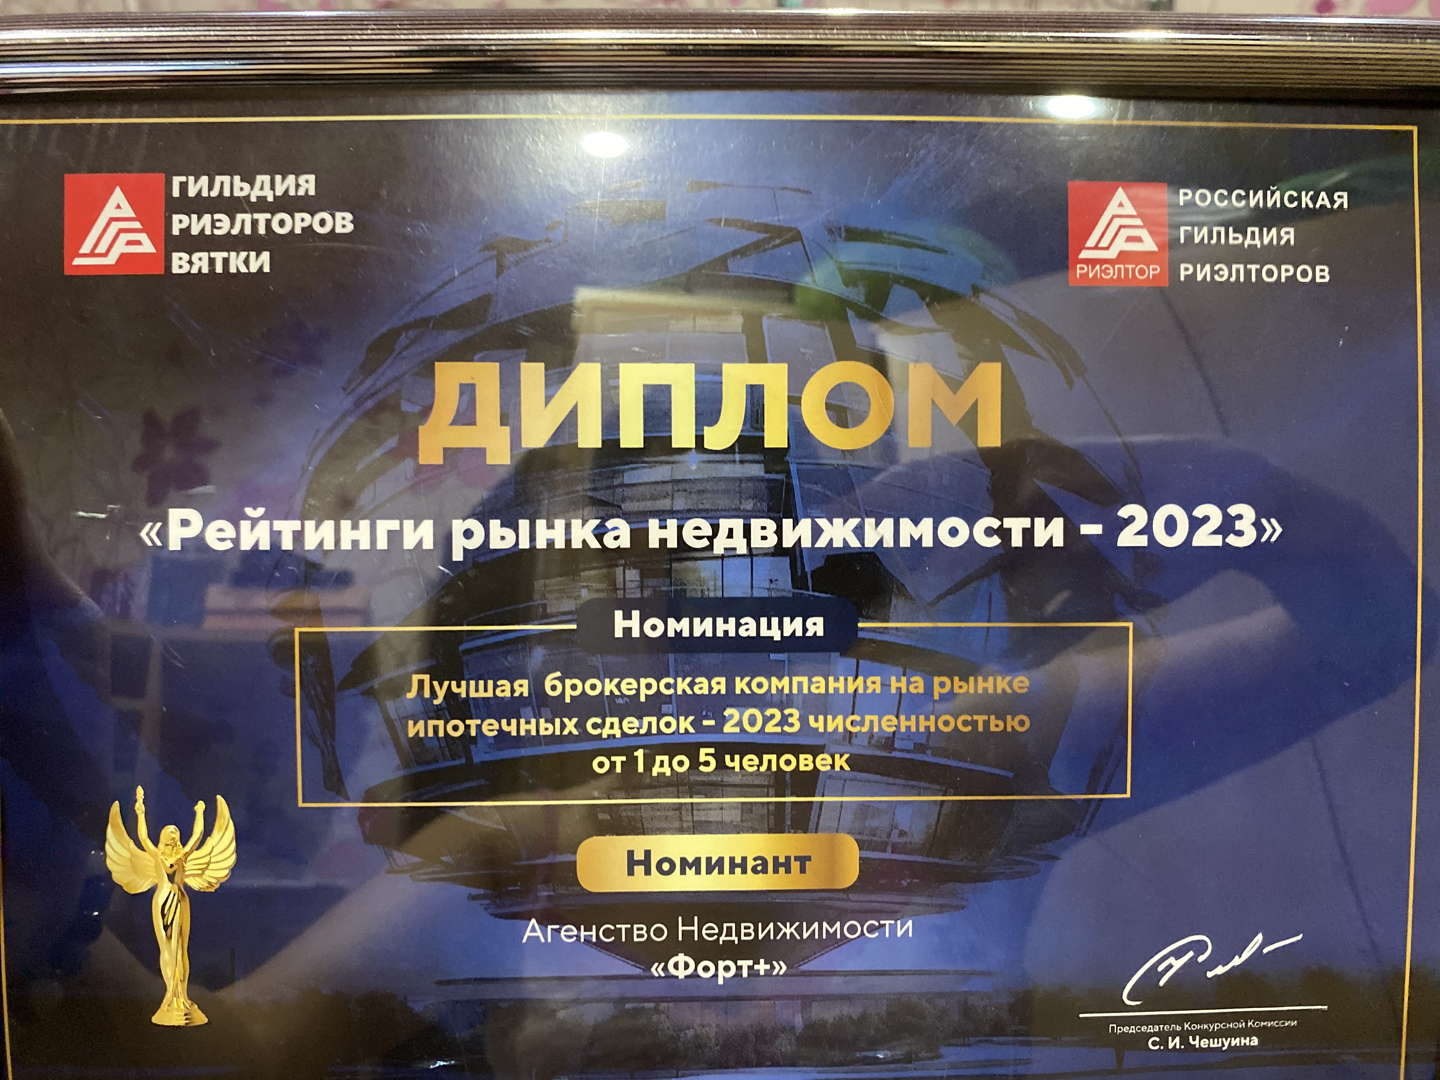 ГИЛЬДИЯ
РИЭЛТОРОВ
ВЯТКИ
РОССИЙСКАЯ
ГИЛЬДИЯ
РИЭЛТОРОВ
РИЭЛТОР
ДИПЛОМ
«Рейтинги рынка недвижимости - 2023»
Номинация
Лучшая брокерская компания на рынке
ипотечных сделок - 2023 численностью
от 1 до 5 человек
Номинант
Агенство Недвижимости
«Форт+»
Председатель Конкурсной Комиссии
С. И. Чешуина